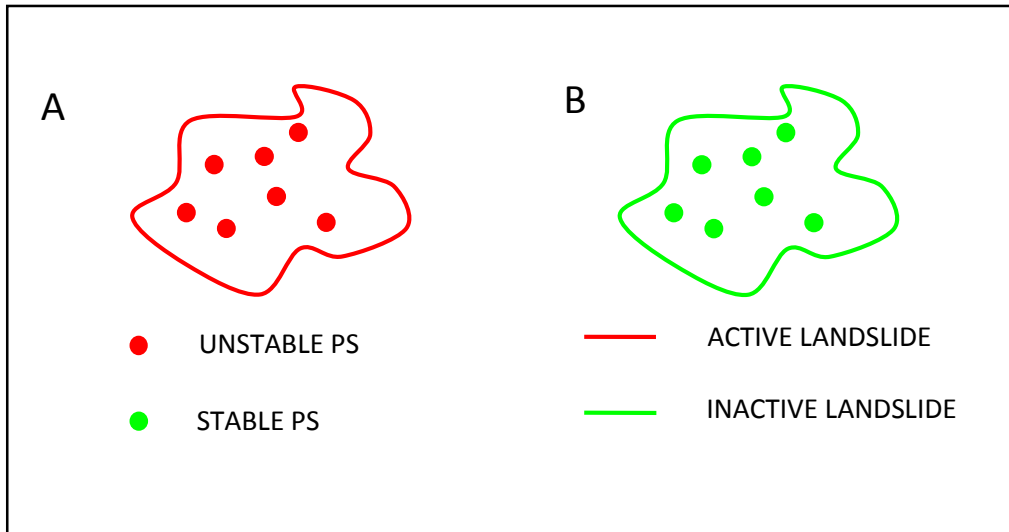 A
B
UNSTABLE PS
STABLE PS
ACTIVE LANDSLIDE
INACTIVE LANDSLIDE